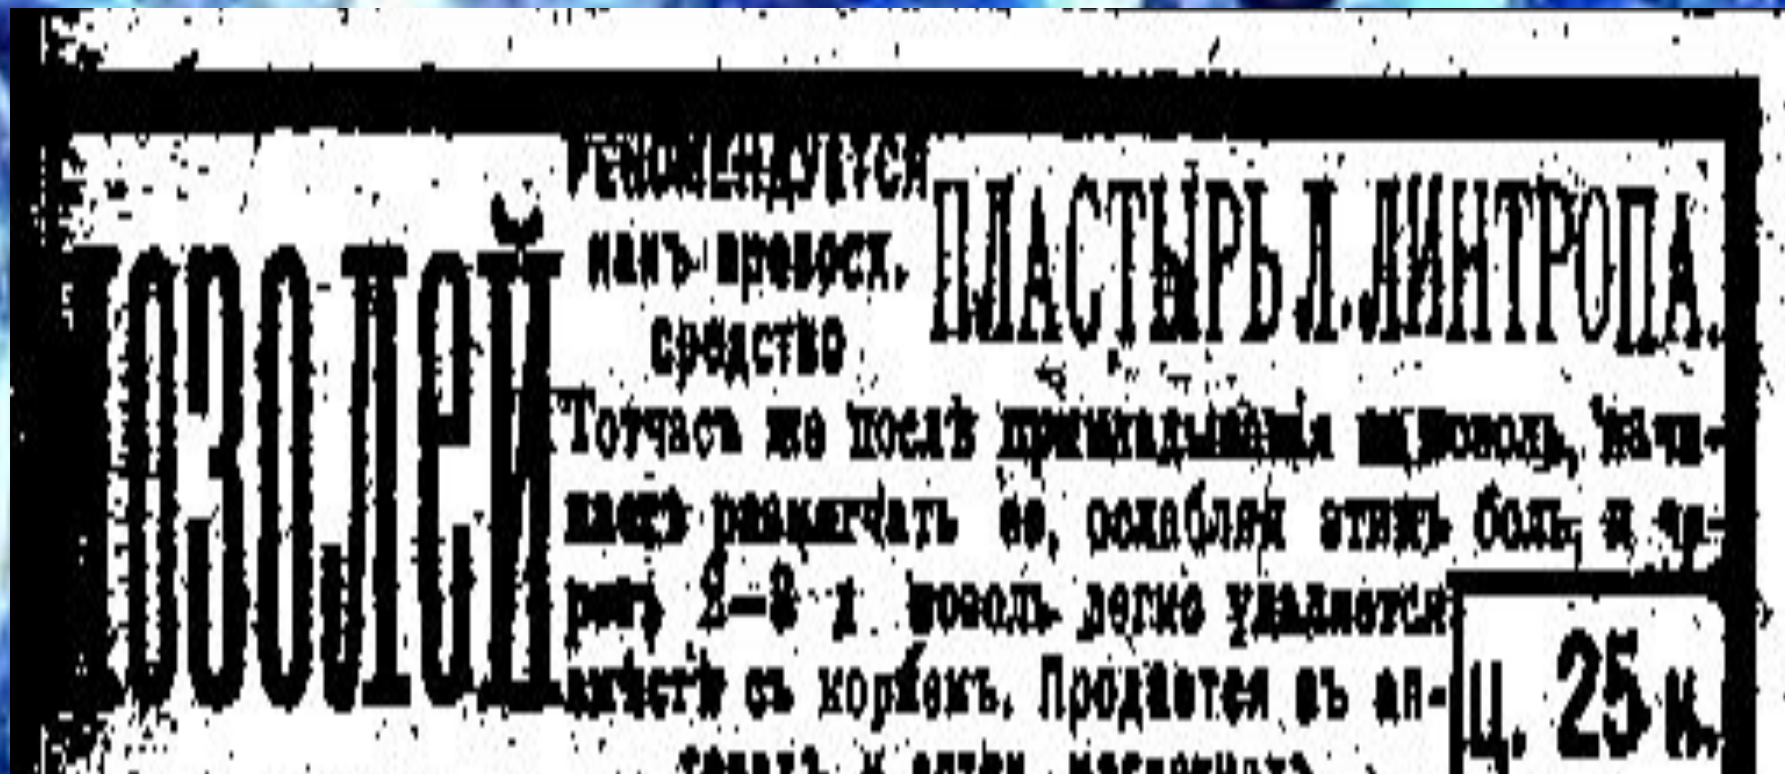 мозолей
РЕКОМЕНДУЕТСЯ
какъ превосх.
средство
ПЛАСТЫРЬ Л. ЛИНТРОПА.
Тотчасъ же послѣ прикладыванія на мозоль, начи-
наетъ размягчать ее, ослабляя этимъ боль и че-
резъ 2—3 д. мозоль легко удаляется
вмѣстѣ съ корнемъ. Продается въ ап-
ц. 25 к.